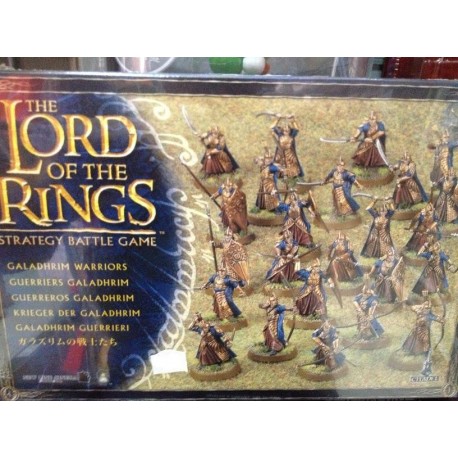 THE
LORD
OF THE
RINGS
STRATEGY BATTLE GAME
GALADHRIM WARRIORS
GUERRIERS GALADHRIM
GUERREROS GALADHRIM
KRIEGER DER GALADHRIM
GALADHRIM GUERRIERI
ガラズリムの戦士たち